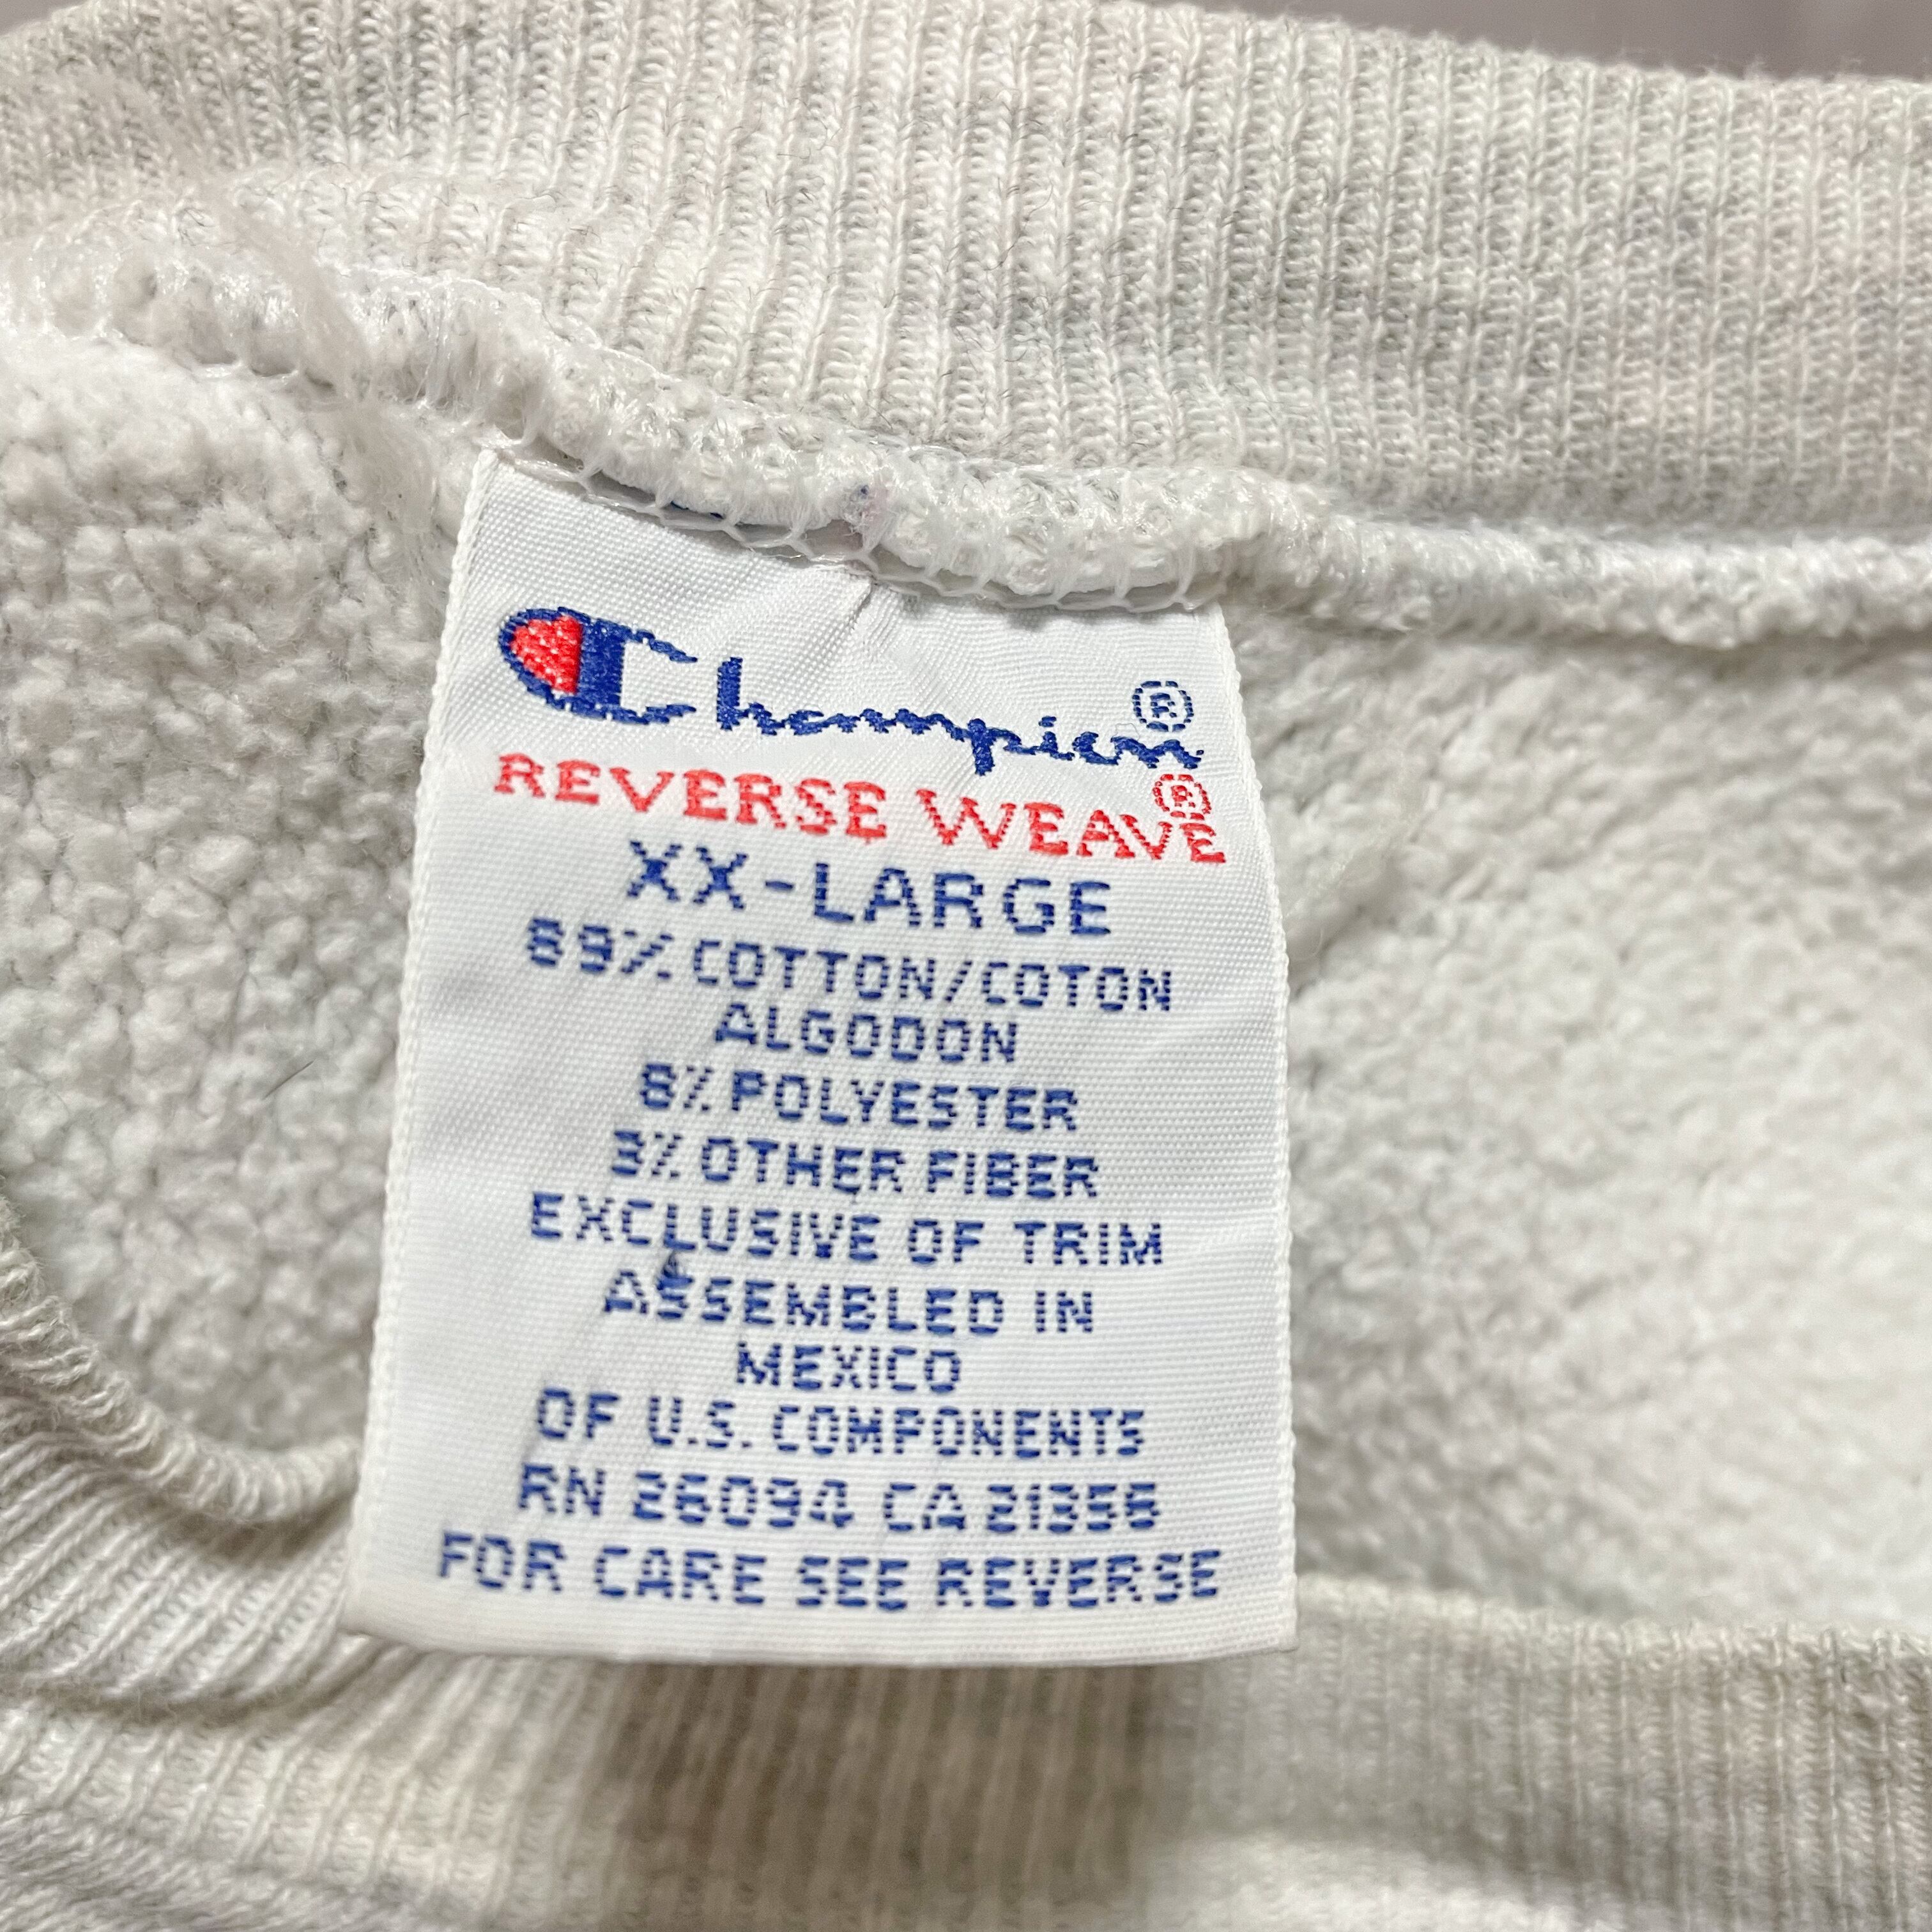 Champion®
REVERSE WEAVE®
XX-LARGE
89% COTTON/COTON
ALGODON
8% POLYESTER
3% OTHER FIBER
EXCLUSIVE OF TRIM
ASSEMBLED IN
MEXICO
OF U.S. COMPONENTS
RN 26094 CA 21356
FOR CARE SEE REVERSE